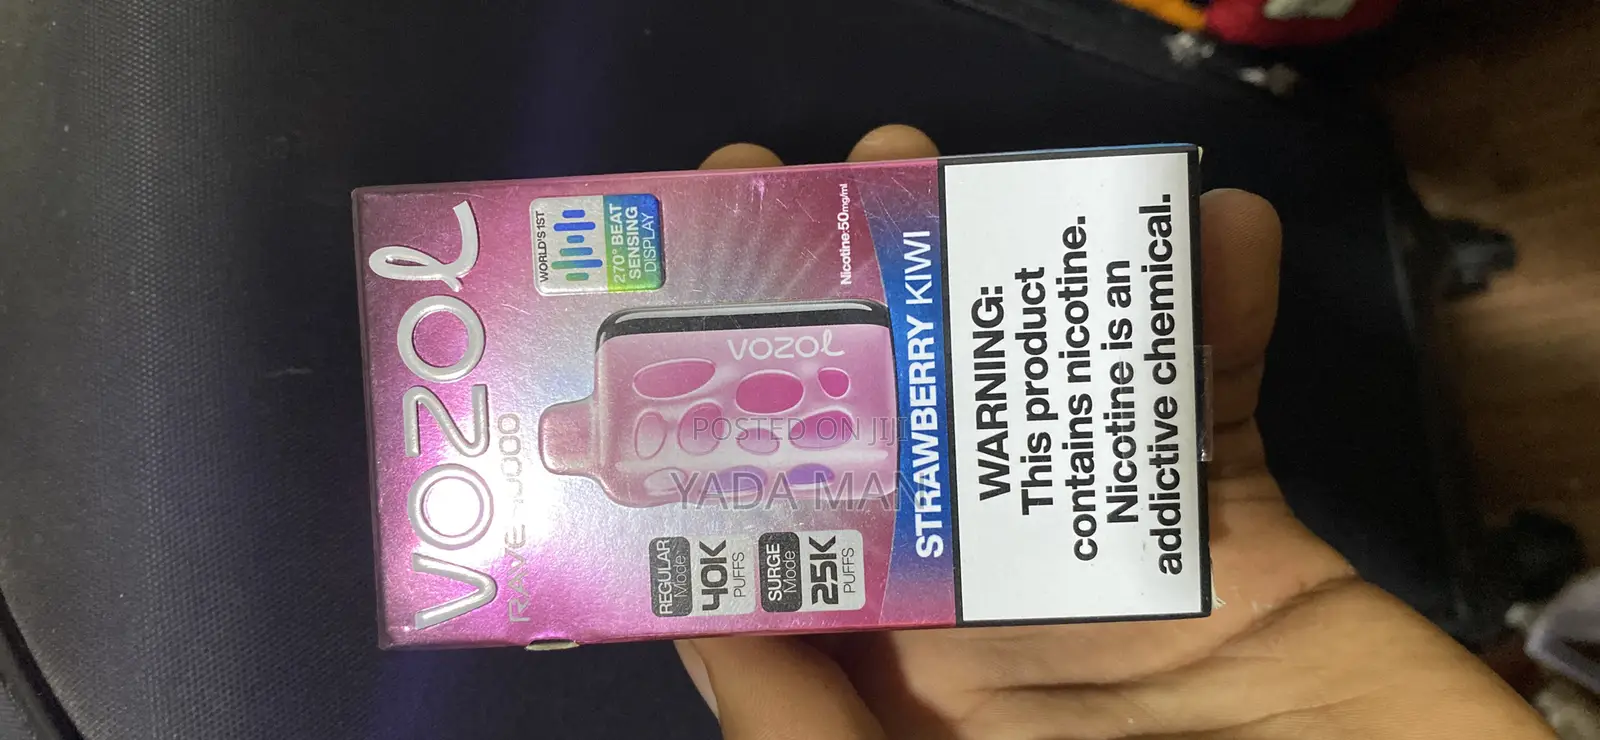 VOZOL
RAVE 40000
WORLD'S 1ST
270° BEAT
SENSING
DISPLAY
REGULAR
Mode
40K
PUFFS
SURGE
Mode
25K
PUFFS
VOZOL
Nicotine:50mg/ml
STRAWBERRY KIWI
WARNING:
This product
contains nicotine.
Nicotine is an
addictive chemical.
POSTED ON JIJI
YADA MAN